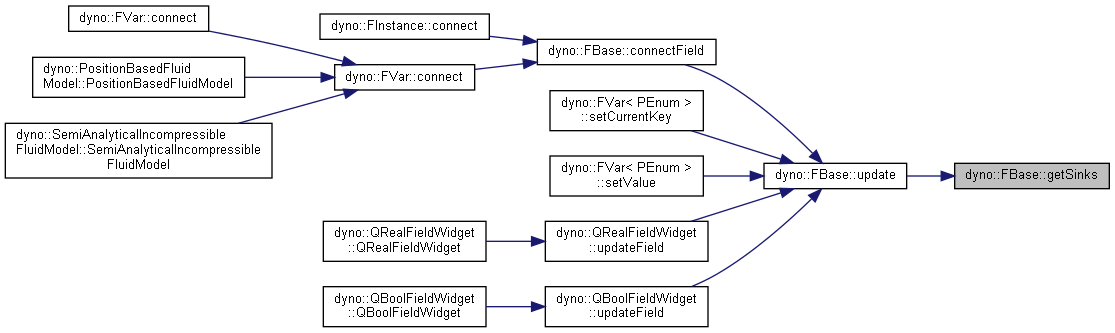 dyno::FVar::connect
dyno::PositionBasedFluid
Model::PositionBasedFluidModel
dyno::SemiAnalyticalIncompressible
FluidModel::SemiAnalyticalIncompressible
FluidModel
dyno::FInstance::connect
dyno::FVar::connect
dyno::FBase::connectField
dyno::FVar< PEnum >
::setCurrentKey
dyno::FVar< PEnum >
::setValue
dyno::QRealFieldWidget
::QRealFieldWidget
dyno::QRealFieldWidget
::updateField
dyno::QBoolFieldWidget
::QBoolFieldWidget
dyno::QBoolFieldWidget
::updateField
dyno::FBase::update
dyno::FBase::getSinks